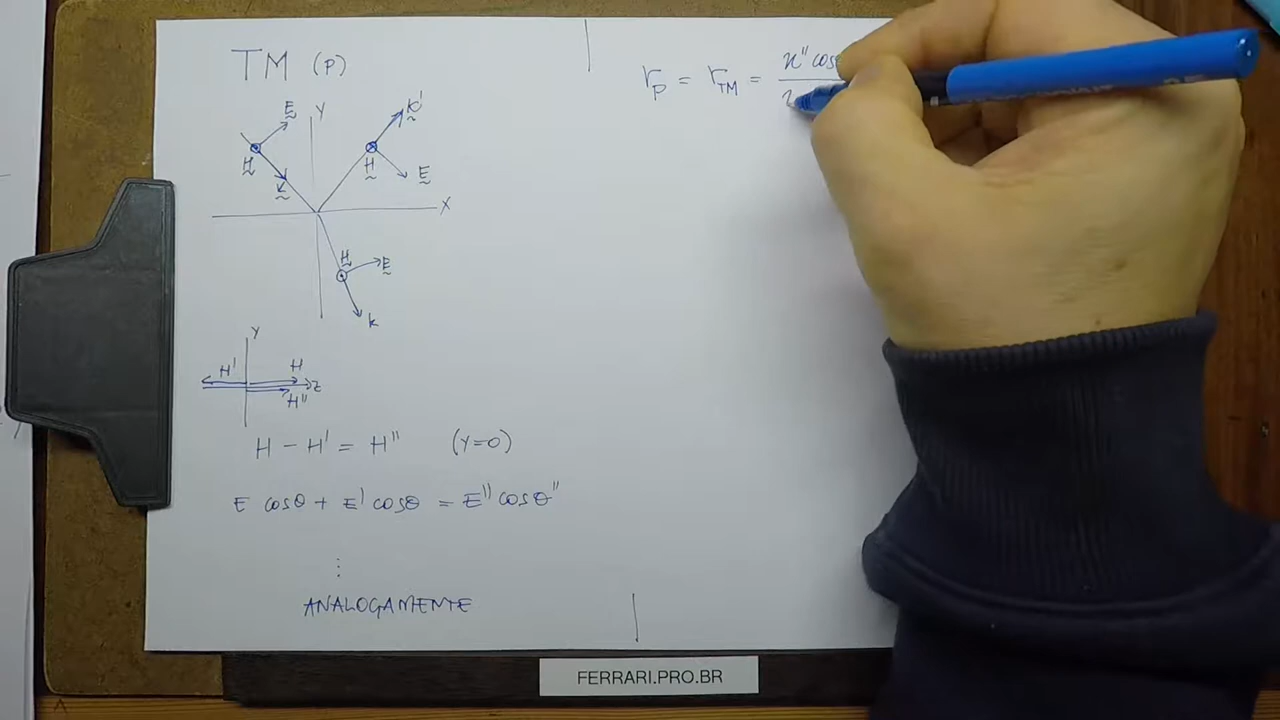 TM (p)
E
Y
k'
H
H
E
k
X
H
E
k
Y
H'
H
z
H''
H - H' = H'' (Y=0)
E cosθ + E' cosθ = E'' cosθ''
⋮
ANALOGAMENTE
r_p = r_TM = n'' cos
FERRARI.PRO.BR